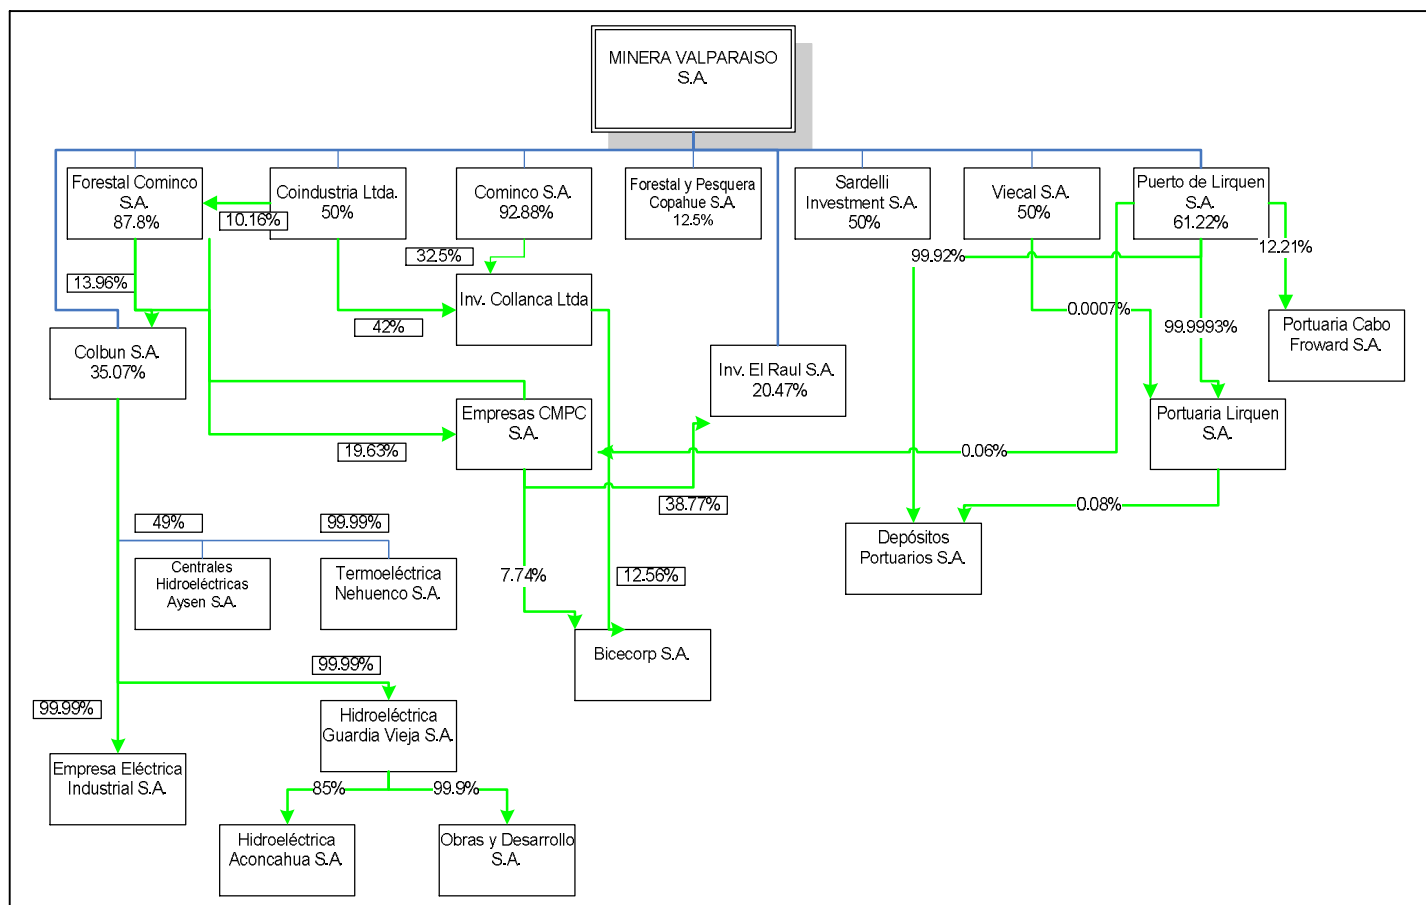 MINERA VALPARAISO
S.A.
Forestal Cominco
S.A.
87.8%
Coindustria Ltda.
50%
Cominco S.A.
92.88%
Forestal y Pesquera
Copahue S.A.
12.5%
Sardelli
Investment S.A.
50%
Viecal S.A.
50%
Puerto de Lirquen
S.A.
61.22%
10.16%
32.5%
99.92%
12.21%
13.96%
Inv. Collanca Ltda
0.0007%
42%
99.9993%
Portuaria Cabo
Froward S.A.
Colbun S.A.
35.07%
Inv. El Raul S.A.
20.47%
Empresas CMPC
S.A.
Portuaria Lirquen
S.A.
19.63%
0.06%
38.77%
0.08%
49%
99.99%
Depósitos
Portuarios S.A.
Centrales
Hidroeléctricas
Aysen S.A.
Termoeléctrica
Nehuenco S.A.
7.74%
12.56%
Bicecorp S.A.
99.99%
99.99%
Hidroeléctrica
Guardia Vieja S.A.
Empresa Eléctrica
Industrial S.A.
85%
99.9%
Hidroeléctrica
Aconcahua S.A.
Obras y Desarrollo
S.A.